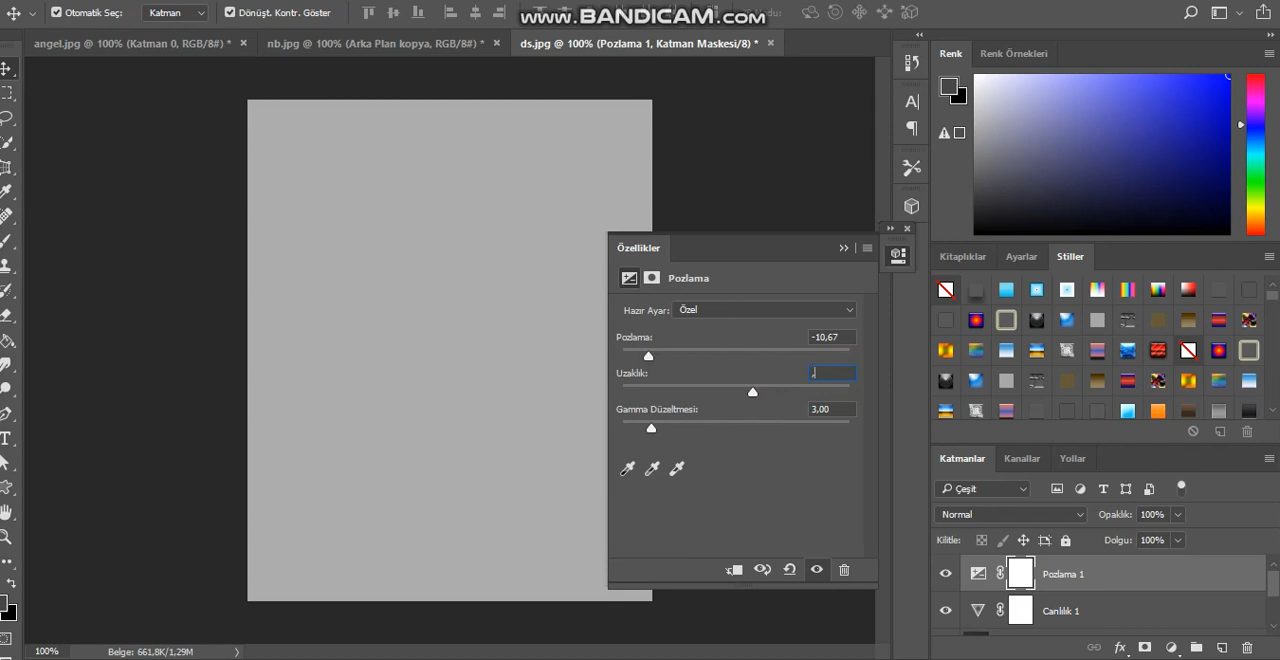 Otomatik Seç:
Katman
Dönüşt. Kontr. Göster
www.BANDICAM.com
angel.jpg @ 100% (Katman 0, RGB/8#) *
nb.jpg @ 100% (Arka Plan kopya, RGB/8#) *
ds.jpg @ 100% (Pozlama 1, Katman Maskesi/8) *
Renk
Renk Örnekleri
Özellikler
Pozlama
Hazır Ayar:
Özel
Pozlama:
-10,67
Uzaklık:
,
Gamma Düzeltmesi:
3,00
Kitaplıklar
Ayarlar
Stiller
Katmanlar
Kanallar
Yollar
Çeşit
Normal
Opaklık:
100%
Kilitle:
Dolgu:
100%
Pozlama 1
Canlılık 1
100%
Belge: 661,8K/1,29M